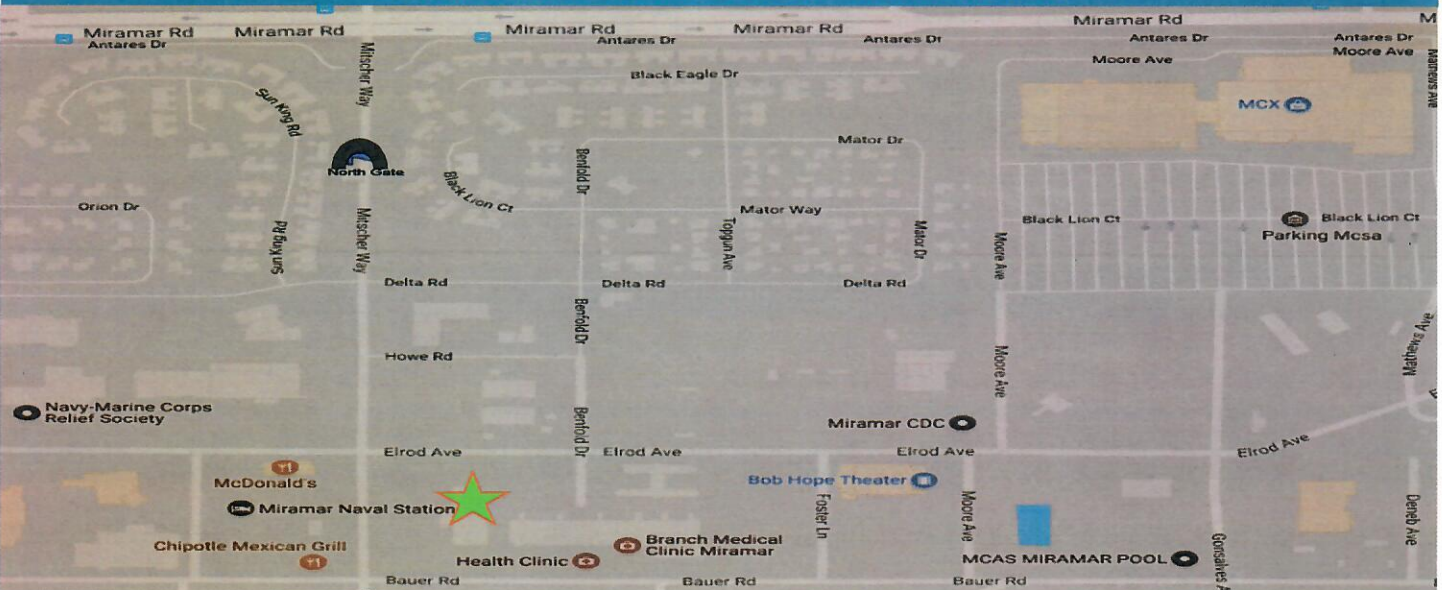 Miramar Rd
Miramar Rd
Miramar Rd
Miramar Rd
Miramar Rd
M
Antares Dr
Antares Dr
Antares Dr
Antares Dr
Antares Dr
Moore Ave
Moore Ave
Mitscher Way
Black Eagle Dr
Mathews Ave
Sun King Rd
MCX
Mator Dr
North Gate
Benfold Dr
Black Lion Ct
Orion Dr
Mator Way
Black Lion Ct
Black Lion Ct
Parking Mcsa
Sun King Rd
Mitscher Way
Topgun Ave
Mator Dr
Moore Ave
Delta Rd
Delta Rd
Delta Rd
Benfold Dr
Mathews Ave
Howe Rd
Moore Ave
Navy-Marine Corps
Relief Society
Benfold Dr
Miramar CDC
Elrod Ave
Elrod Ave
Elrod Ave
Elrod Ave
McDonald's
Bob Hope Theater
Miramar Naval Station
Foster Ln
Moore Ave
Deneb Ave
Chipotle Mexican Grill
Health Clinic
Branch Medical
Clinic Miramar
MCAS MIRAMAR POOL
Gonsalves A
Bauer Rd
Bauer Rd
Bauer Rd